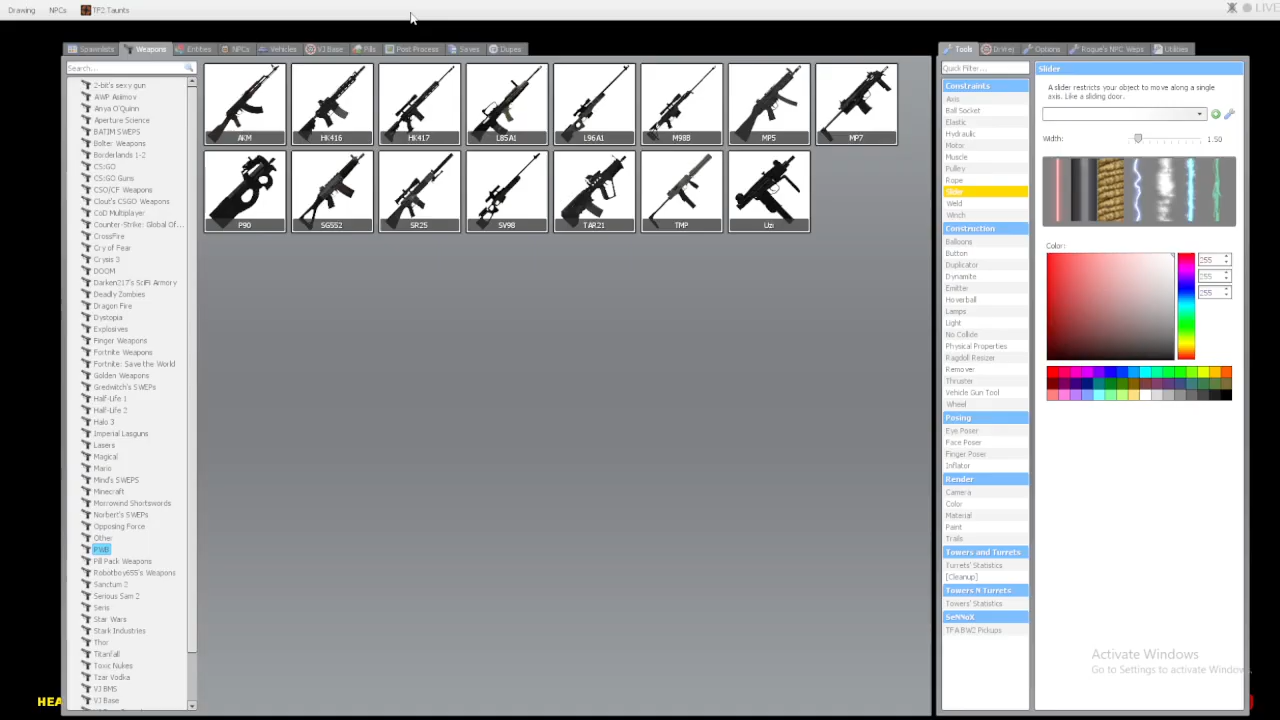 Drawing NPCs TF2 Taunts
LIVE
Spawnlists Weapons Entities NPCs Vehicles VJ Base Pills Post Process Saves Dupes
Search...
2-bit's sexy gun
AWP Asimov
Anya O'Quinn
Aperture Science
BATIM SWEPS
Bolter Weapons
Borderlands 1-2
CS:GO
CS:GO Guns
CSO/CF Weapons
Clout's CSGO Weapons
CoD Multiplayer
Counter-Strike: Global Of...
CrossFire
Cry of Fear
Crysis 3
DOOM
Darken217's SciFi Armory
Deadly Zombies
Dragon Fire
Dystopia
Explosives
Finger Weapons
Fortnite Weapons
Fortnite: Save the World
Golden Weapons
Gredwitch's SWEPs
Half-Life 1
Half-Life 2
Halo 3
Imperial Lasguns
Lasers
Magical
Mario
Mind's SWEPS
Minecraft
Morrowind Shortswords
Norbert's SWEPs
Opposing Force
Other
PWB
Pill Pack Weapons
Robotboy655's Weapons
Sanctum 2
Serious Sam 2
Seris
Star Wars
Stark Industries
Thor
Titanfall
Toxic Nukes
Tzar Vodka
VJ BMS
VJ Base
HEA
AKM HK416 HK417 L85A1 L96A1 M98B MP5 MP7
P90 SG552 SR25 SV98 TAR21 TMP Uzi
Tools DrVrej Options Rogue's NPC Weps Utilities
Quick Filter...
Constraints
Axis
Ball Socket
Elastic
Hydraulic
Motor
Muscle
Pulley
Rope
Slider
Weld
Winch
Construction
Balloons
Button
Duplicator
Dynamite
Emitter
Hoverball
Lamps
Light
No Collide
Physical Properties
Ragdoll Resizer
Remover
Thruster
Vehicle Gun Tool
Wheel
Posing
Eye Poser
Face Poser
Finger Poser
Inflator
Render
Camera
Color
Material
Paint
Trails
Towers and Turrets
Turrets' Statistics
[Cleanup]
Towers N Turrets
Towers' Statistics
SeNNoX
TFA BW2 Pickups
Slider
A slider restricts your object to move along a single
axis. Like a sliding door.
Width: 1.50
Color:
255
255
255
Activate Windows
Go to Settings to activate Windows.